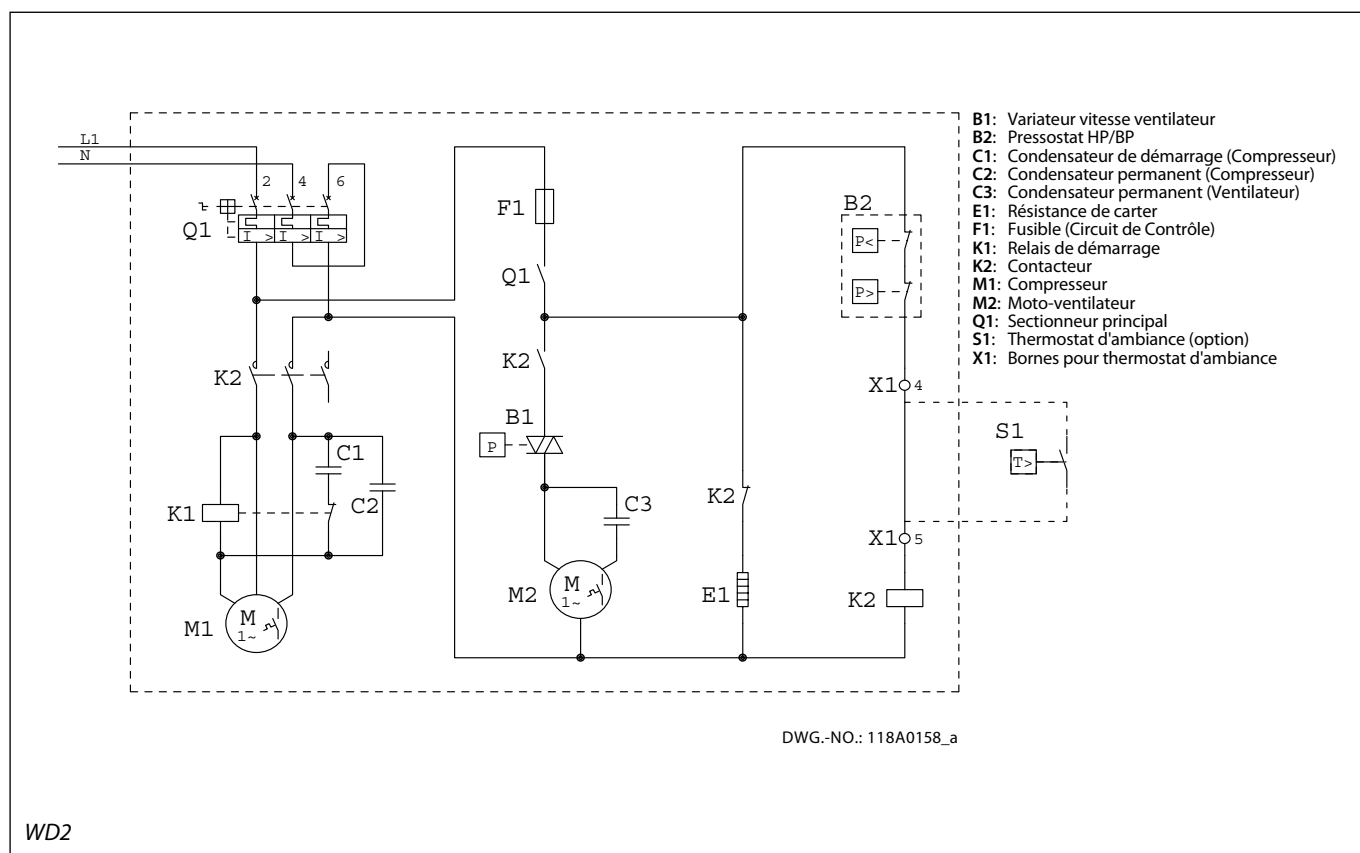 L1
N
2 4 6
Q1
I > I > I >
F1
Q1
K2
K2
B1
P
C1
C2
K1
C3
M
1~
M1
M
1~
M2
K2
E1
B2
P<
P>
X1 4
S1
T>
X1 5
K2
B1: Variateur vitesse ventilateur
B2: Pressostat HP/BP
C1: Condensateur de démarrage (Compresseur)
C2: Condensateur permanent (Compresseur)
C3: Condensateur permanent (Ventilateur)
E1: Résistance de carter
F1: Fusible (Circuit de Contrôle)
K1: Relais de démarrage
K2: Contacteur
M1: Compresseur
M2: Moto-ventilateur
Q1: Sectionneur principal
S1: Thermostat d'ambiance (option)
X1: Bornes pour thermostat d'ambiance
DWG.-NO.: 118A0158_a
WD2